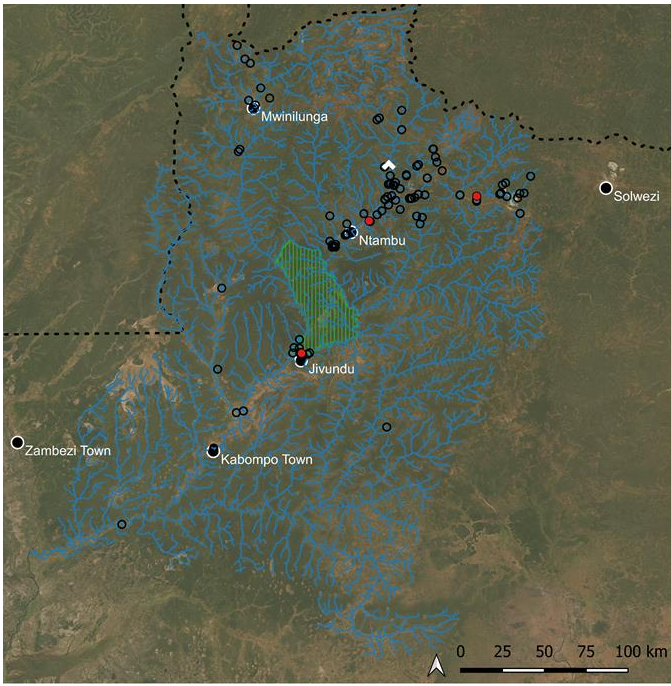 Mwinilunga
Solwezi
Ntambu
Jivundu
Zambezi Town
Kabompo Town
0 25 50 75 100 km